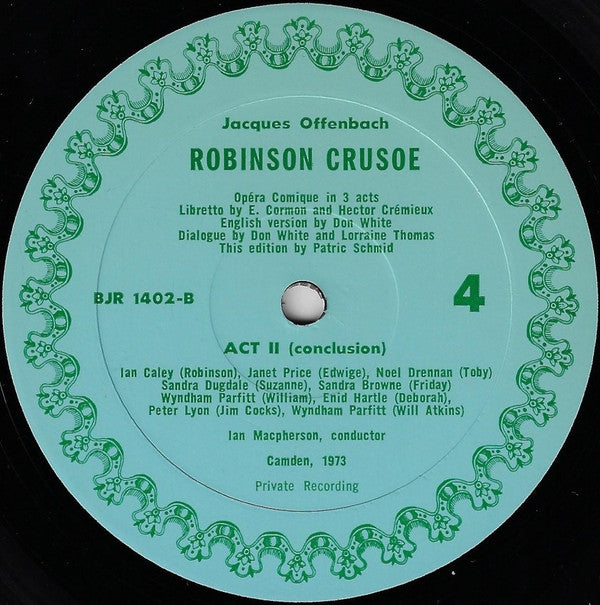 Jacques Offenbach
ROBINSON CRUSOE
Opéra Comique in 3 acts
Libretto by E. Cormon and Hector Crémieux
English version by Don White
Dialogue by Don White and Lorraine Thomas
This edition by Patric Schmid
BJR 1402-B
4
ACT II (conclusion)
Ian Caley (Robinson), Janet Price (Edwige), Noel Drennan (Toby)
Sandra Dugdale (Suzanne), Sandra Browne (Friday)
Wyndham Parfitt (William), Enid Hartle (Deborah),
Peter Lyon (Jim Cocks), Wyndham Parfitt (Will Atkins)
Ian Macpherson, conductor
Camden, 1973
Private Recording